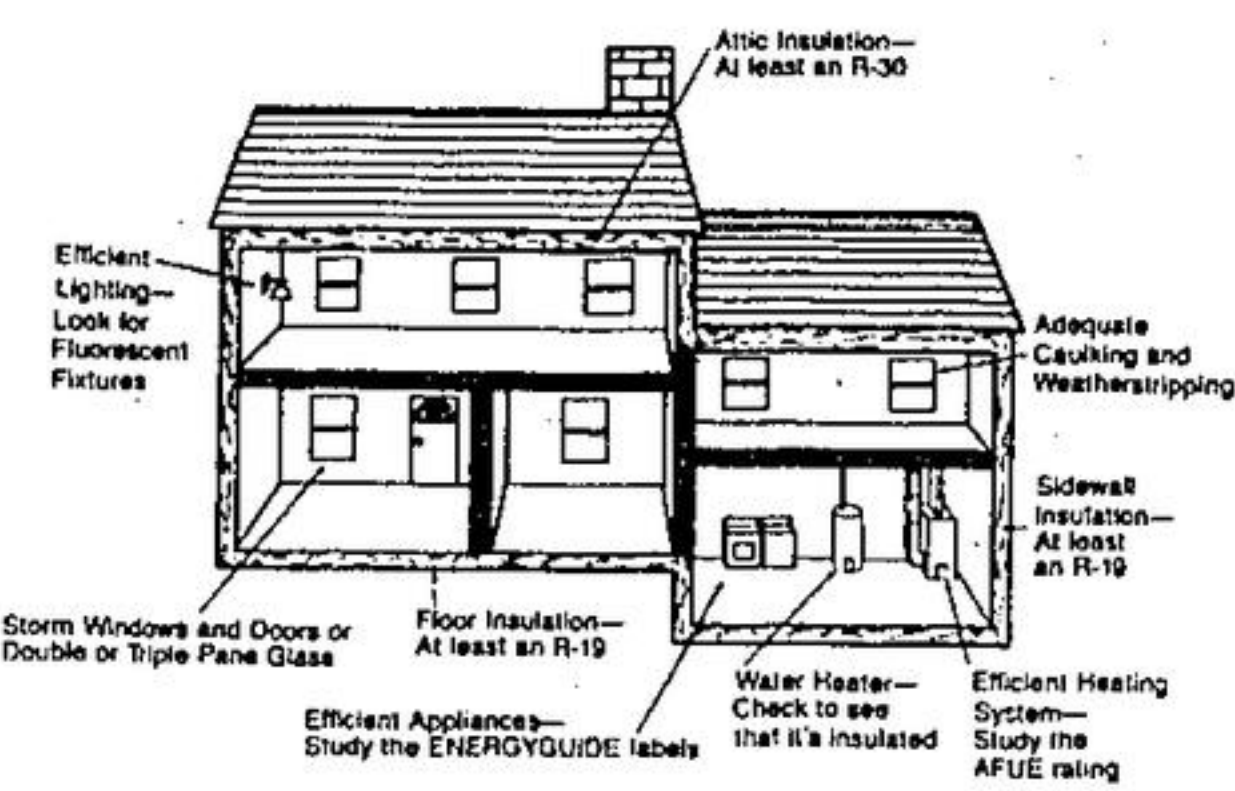 Attic Insulation—
At least an R-30
Efficient
Lighting—
Look for
Fluorescent
Fixtures
Adequate
Caulking and
Weatherstripping
Sidewall
Insulation—
At least
an R-19
Storm Windows and Doors or
Double or Triple Pane Glass
Floor Insulation—
At least an R-19
Efficient Appliances—
Study the ENERGYGUIDE labels
Water Heater—
Check to see
that it's insulated
Efficient Heating
System—
Study the
AFUE rating